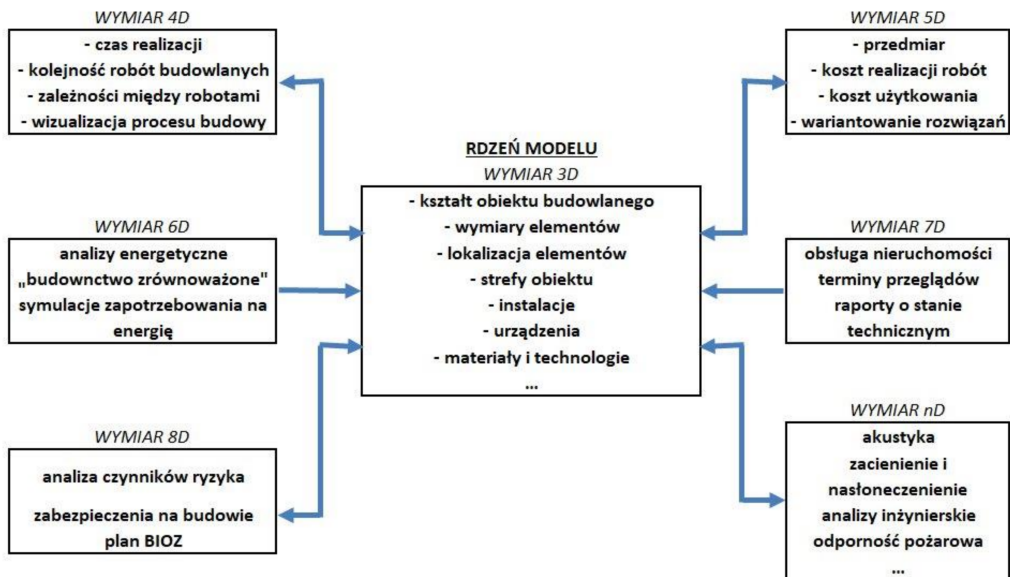 WYMIAR 4D
- czas realizacji
- kolejność robót budowlanych
- zależności między robotami
- wizualizacja procesu budowy
WYMIAR 5D
- przedmiar
- koszt realizacji robót
- koszt użytkowania
- wariantowanie rozwiązań
RDZEŃ MODELU
WYMIAR 3D
- kształt obiektu budowlanego
- wymiary elementów
- lokalizacja elementów
- strefy obiektu
- instalacje
- urządzenia
- materiały i technologie
...
WYMIAR 6D
analizy energetyczne
"budownctwo zrównoważone"
symulacje zapotrzebowania na
energię
WYMIAR 7D
obsługa nieruchomości
terminy przeglądów
raporty o stanie
technicznym
WYMIAR 8D
analiza czynników ryzyka
zabezpieczenia na budowie
plan BIOZ
WYMIAR nD
akustyka
zacienienie i
nasłoneczenienie
analizy inżynierskie
odporność pożarowa
...